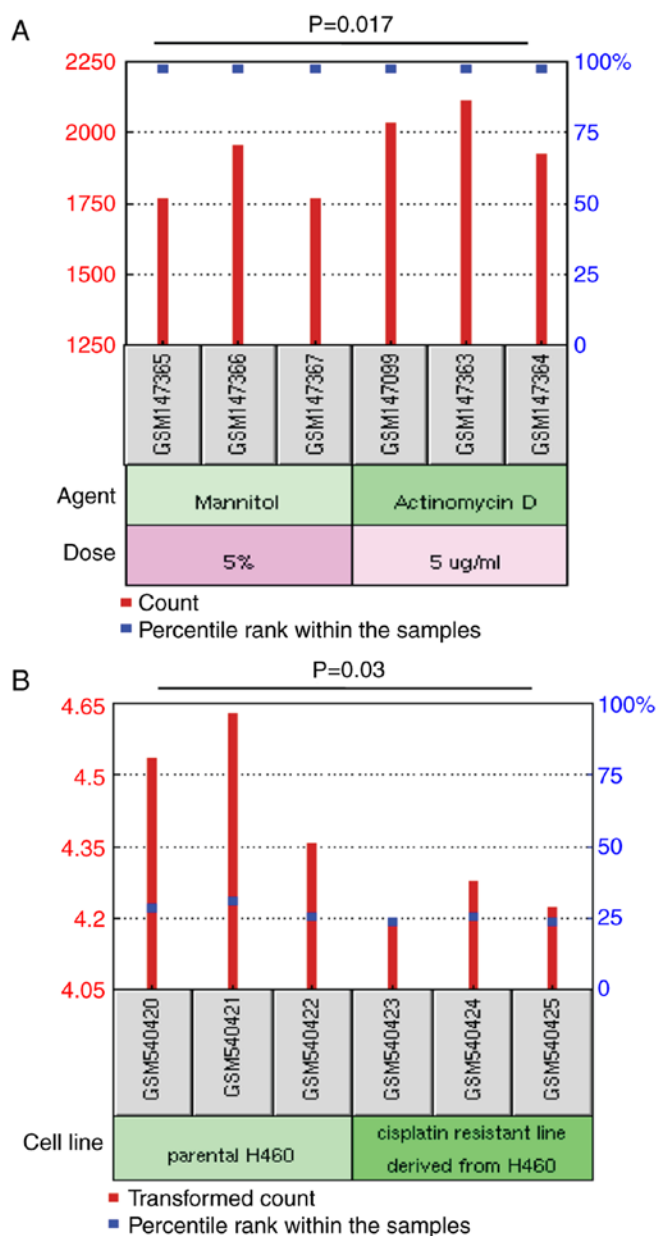 A
P=0.017
2250
2000
1750
1500
1250
100%
75
50
25
0
GSM147365
GSM147366
GSM147367
GSM147099
GSM147363
GSM147364
Agent
Mannitol
Actinomycin D
Dose
5%
5 ug/ml
Count
Percentile rank within the samples
B
P=0.03
4.65
4.5
4.35
4.2
4.05
100%
75
50
25
0
GSM540420
GSM540421
GSM540422
GSM540423
GSM540424
GSM540425
Cell line
parental H460
cisplatin resistant line
derived from H460
Transformed count
Percentile rank within the samples